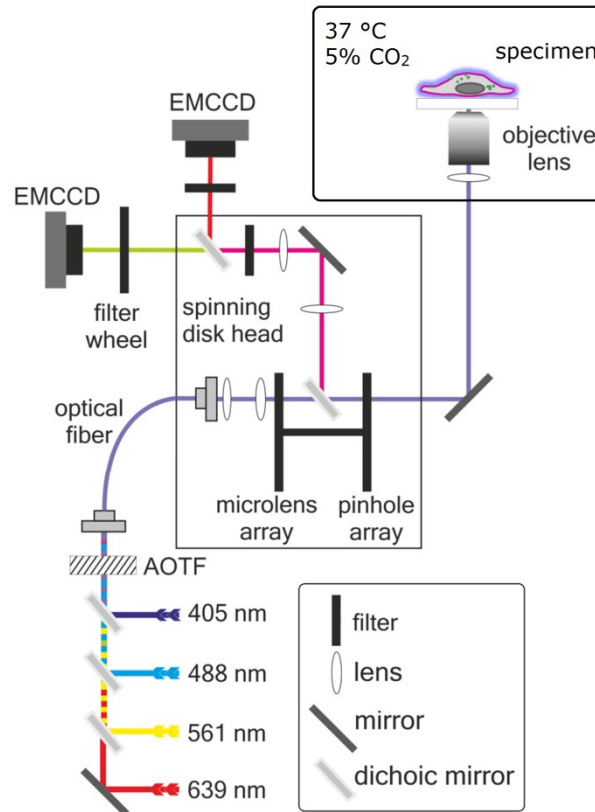 37 °C
5% CO₂
specimen
EMCCD
objective
lens
EMCCD
filter
wheel
spinning
disk head
optical
fiber
microlens
array
pinhole
array
AOTF
405 nm
488 nm
561 nm
639 nm
filter
lens
mirror
dichoic mirror